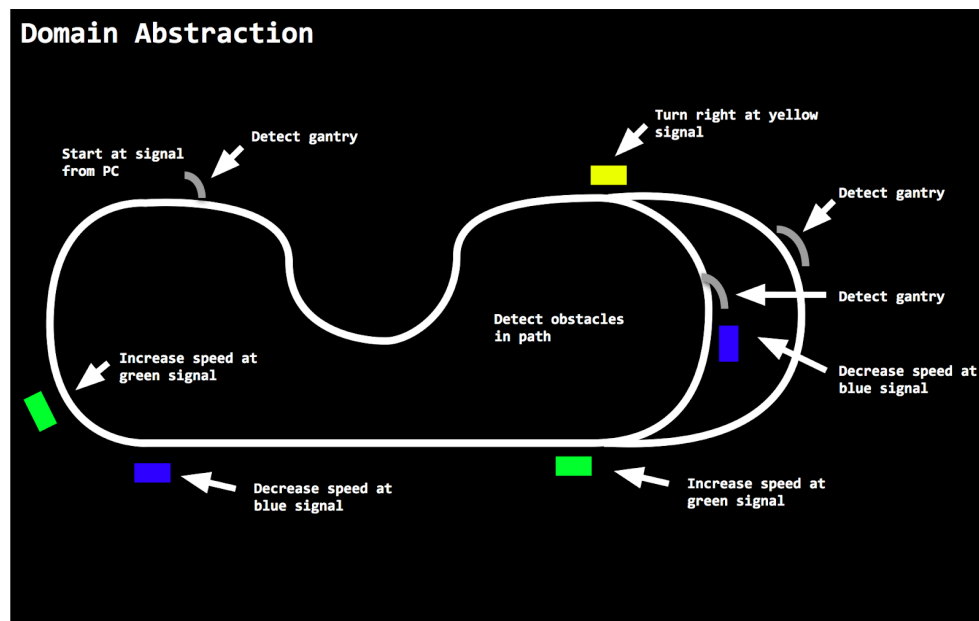 Domain Abstraction
Turn right at yellow
signal
Detect gantry
Start at signal
from PC
Detect gantry
Detect gantry
Detect obstacles
in path
Increase speed at
green signal
Decrease speed at
blue signal
Decrease speed at
blue signal
Increase speed at
green signal